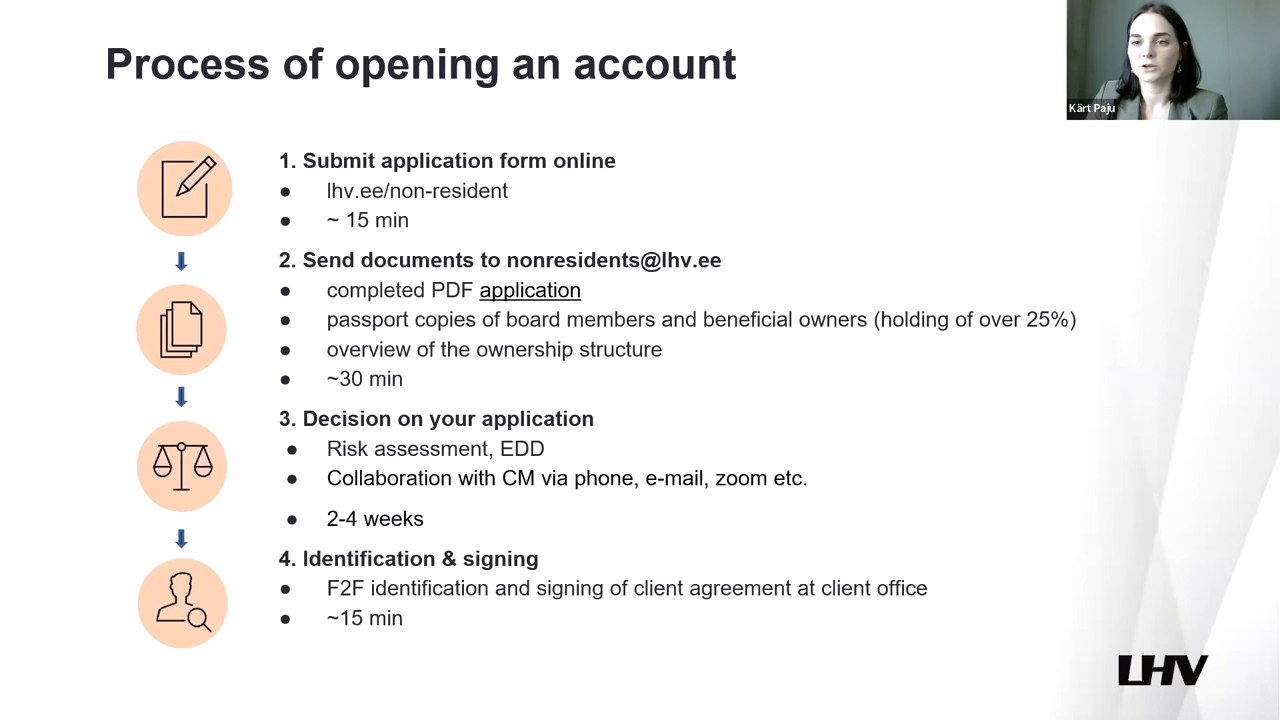 Process of opening an account
Kärt Paju
1. Submit application form online
● lhv.ee/non-resident
● ~ 15 min
2. Send documents to nonresidents@lhv.ee
● completed PDF application
● passport copies of board members and beneficial owners (holding of over 25%)
● overview of the ownership structure
● ~30 min
3. Decision on your application
● Risk assessment, EDD
● Collaboration with CM via phone, e-mail, zoom etc.
● 2-4 weeks
4. Identification & signing
● F2F identification and signing of client agreement at client office
● ~15 min
LHV